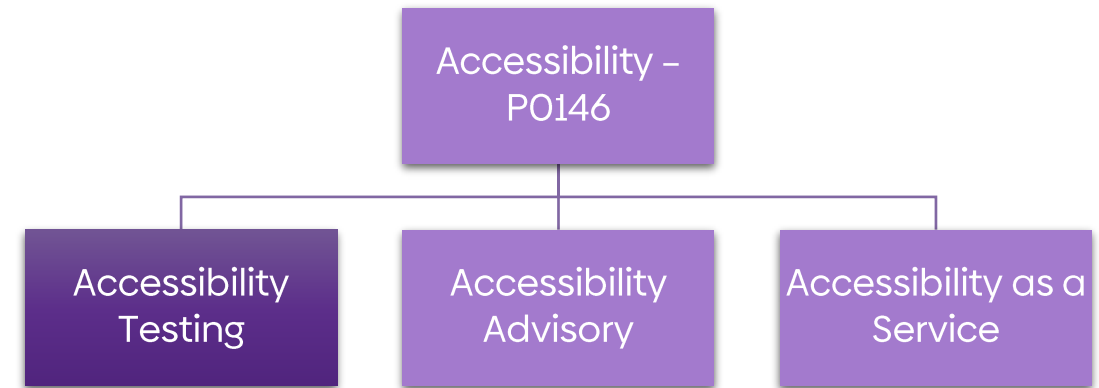 Accessibility –
P0146
Accessibility
Testing
Accessibility
Advisory
Accessibility as a
Service